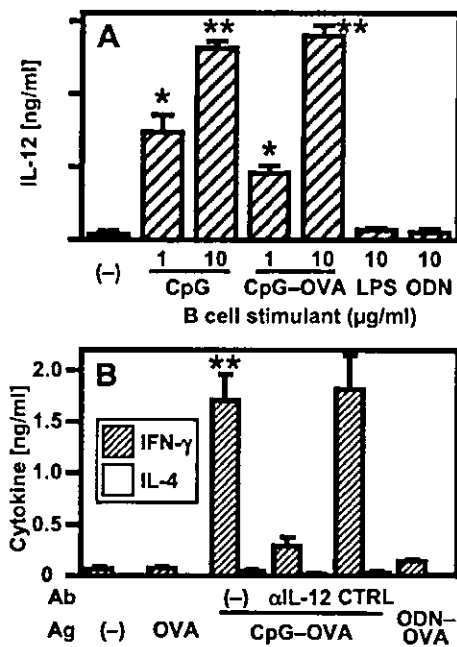 A
IL-12 [ng/ml]
* ** * **
(–) 1 10 1 10 10 10
CpG CpG–OVA LPS ODN
B cell stimulant (μg/ml)
B
Cytokine [ng/ml]
2.0
1.5
1.0
0.5
0
**
IFN-γ
IL-4
Ab (–) αIL-12 CTRL
Ag (–) OVA CpG–OVA ODN–
OVA